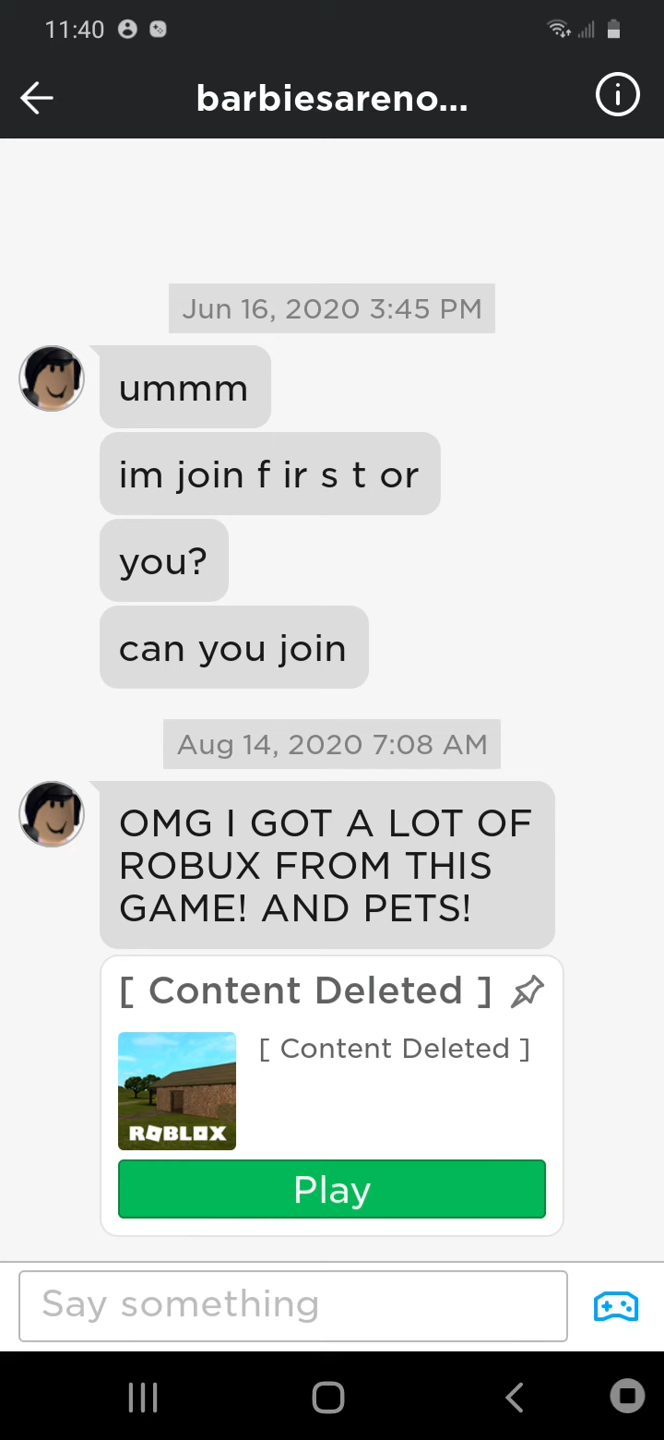 11:40
barbiesareno...
Jun 16, 2020 3:45 PM
ummm
im join f ir s t or
you?
can you join
Aug 14, 2020 7:08 AM
OMG I GOT A LOT OF
ROBUX FROM THIS
GAME! AND PETS!
[ Content Deleted ]
[ Content Deleted ]
ROBLOX
Play
Say something